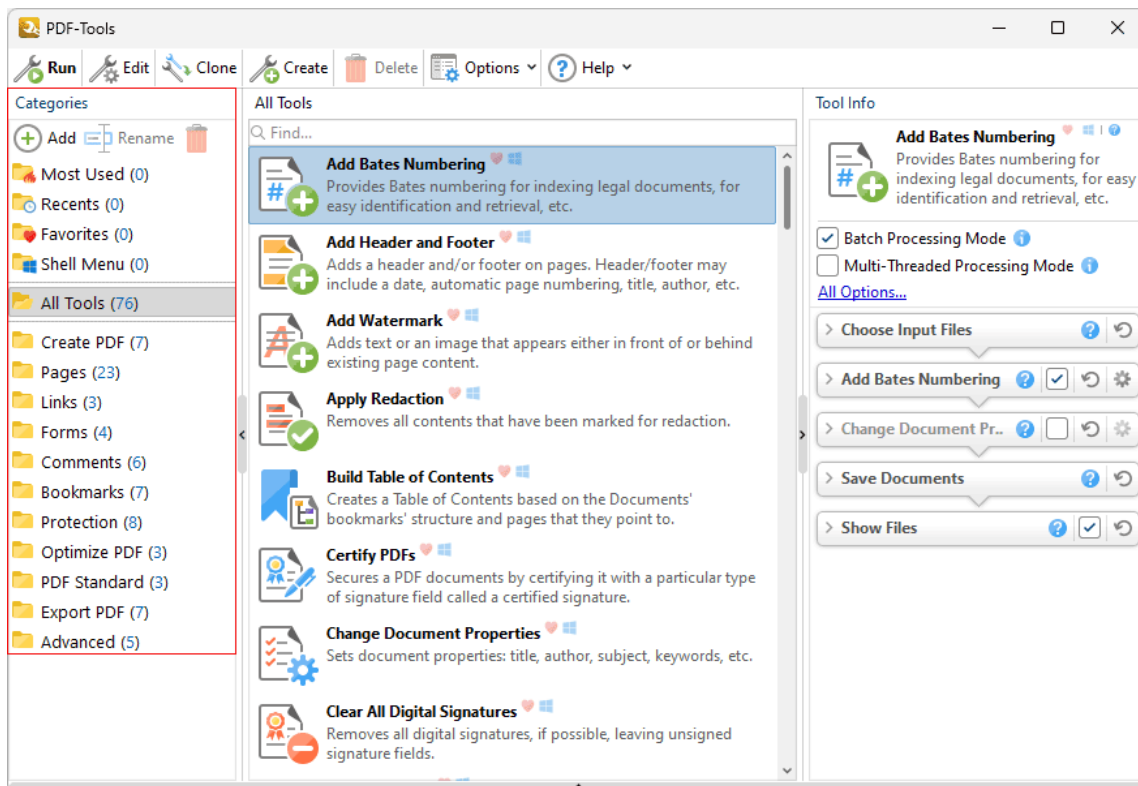 PDF-Tools
Run Edit Clone Create Delete Options Help
Categories
Add Rename
Most Used (0)
Recents (0)
Favorites (0)
Shell Menu (0)
All Tools (76)
Create PDF (7)
Pages (23)
Links (3)
Forms (4)
Comments (6)
Bookmarks (7)
Protection (8)
Optimize PDF (3)
PDF Standard (3)
Export PDF (7)
Advanced (5)
All Tools
Find...
Add Bates Numbering
Provides Bates numbering for indexing legal documents, for
easy identification and retrieval, etc.
Add Header and Footer
Adds a header and/or footer on pages. Header/footer may
include a date, automatic page numbering, title, author, etc.
Add Watermark
Adds text or an image that appears either in front of or behind
existing page content.
Apply Redaction
Removes all contents that have been marked for redaction.
Build Table of Contents
Creates a Table of Contents based on the Documents'
bookmarks' structure and pages that they point to.
Certify PDFs
Secures a PDF documents by certifying it with a particular type
of signature field called a certified signature.
Change Document Properties
Sets document properties: title, author, subject, keywords, etc.
Clear All Digital Signatures
Removes all digital signatures, if possible, leaving unsigned
signature fields.
Tool Info
Add Bates Numbering
Provides Bates numbering for
indexing legal documents, for easy
identification and retrieval, etc.
Batch Processing Mode
Multi-Threaded Processing Mode
All Options...
Choose Input Files
Add Bates Numbering
Change Document Pr..
Save Documents
Show Files